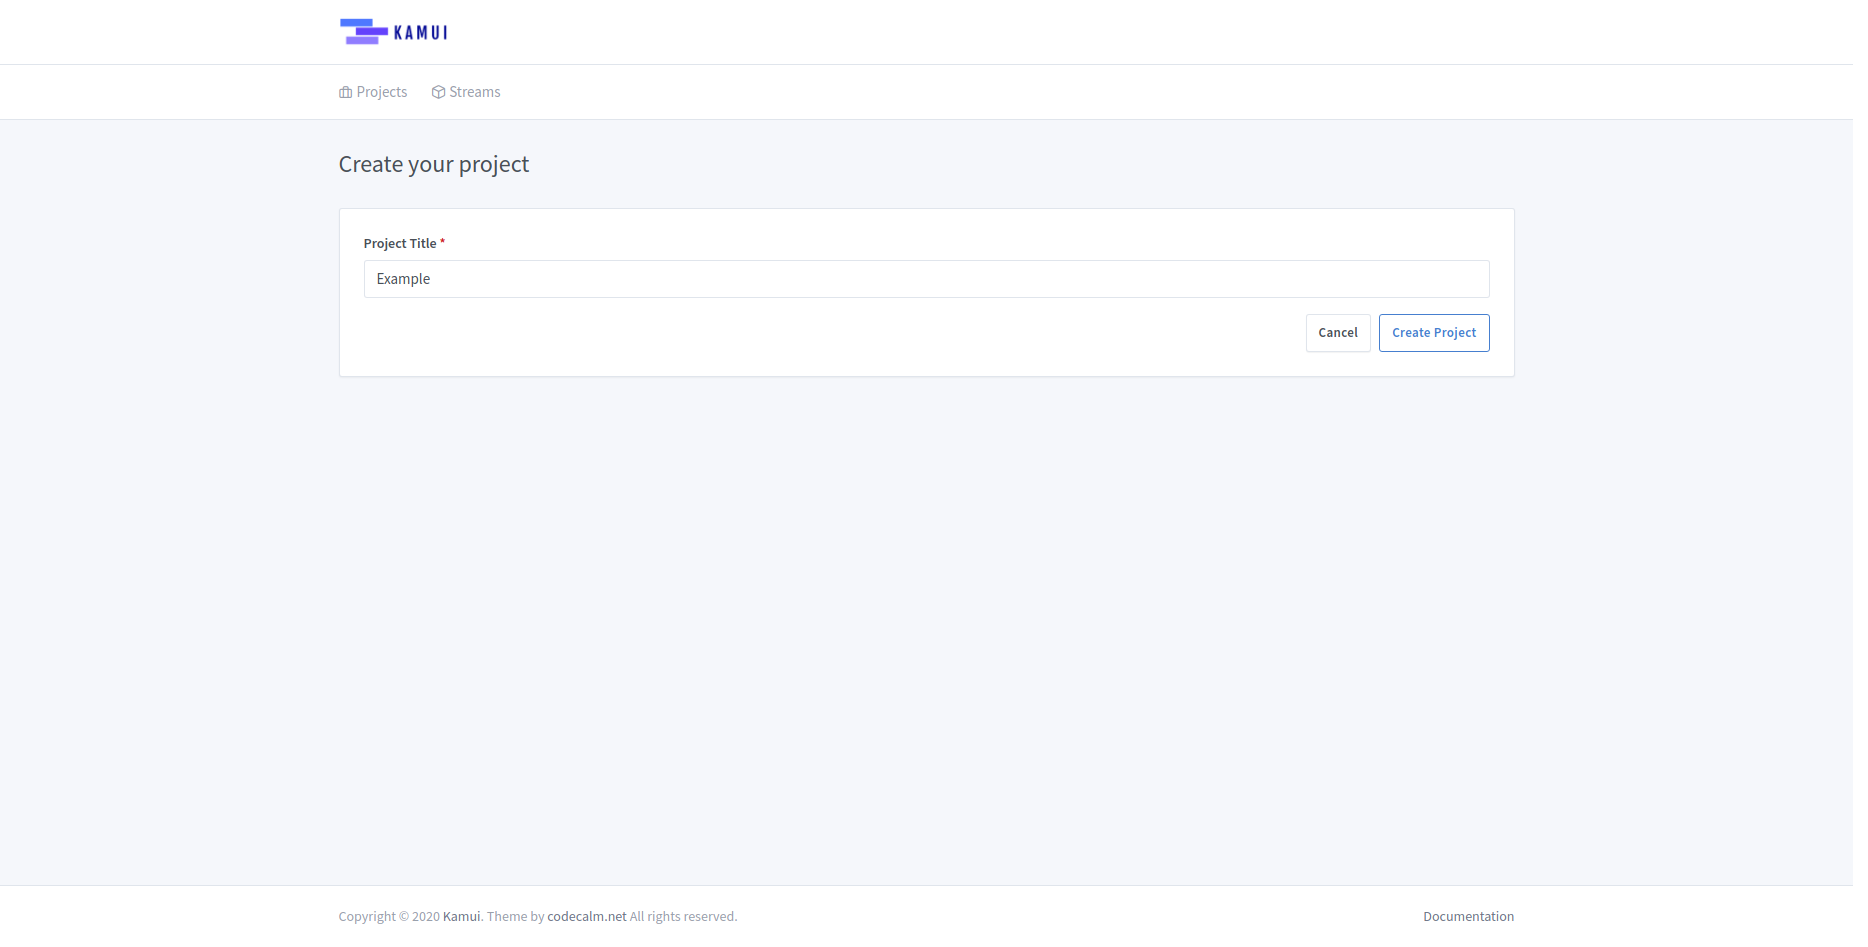 KAMUI
Projects Streams
Create your project
Project Title *
Example
Cancel Create Project
Copyright © 2020 Kamui. Theme by codecalm.net All rights reserved. Documentation